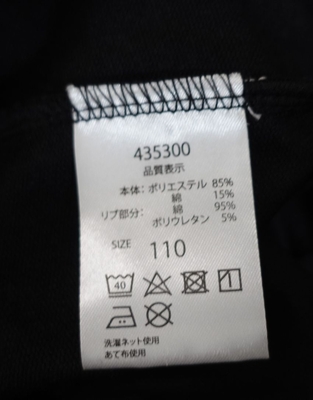 435300
品質表示
本体: ポリエステル 85%
綿 15%
リブ部分: 綿 95%
ポリウレタン 5%
SIZE 110
40
洗濯ネット使用
あて布使用